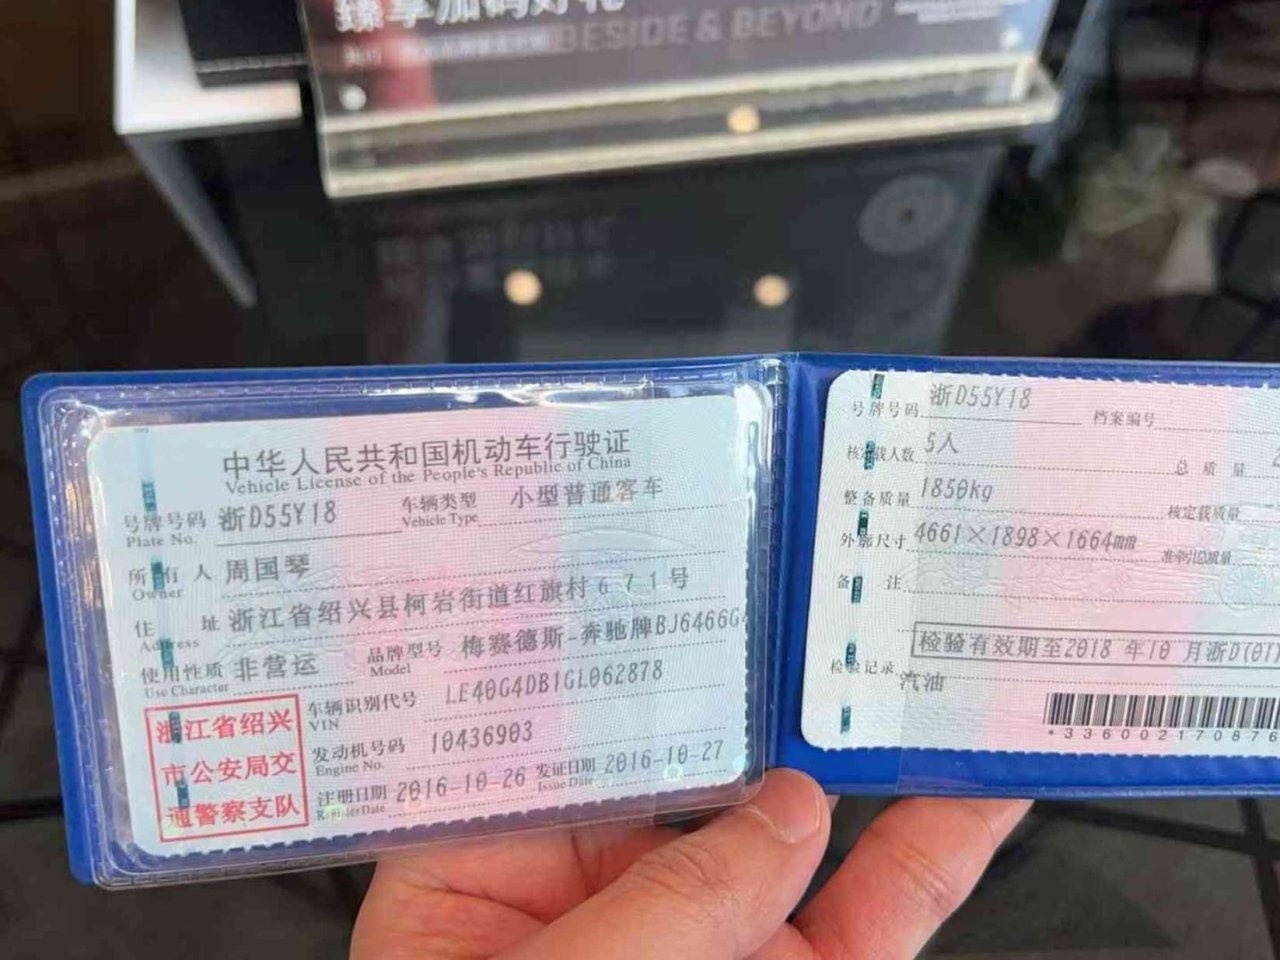 臻享加码好礼
BESIDE & BEYOND
中华人民共和国机动车行驶证
Vehicle License of the People's Republic of China
号牌号码 浙D55Y18 车辆类型 小型普通客车
Plate No. Vehicle Type
所有人 周国琴
Owner
住址 浙江省绍兴县柯岩街道红旗村671号
Address
使用性质 非营运 品牌型号 梅赛德斯-奔驰牌BJ6466G
Use Character Model
浙江省绍兴
市公安局交
通警察支队
车辆识别代号 LE40G4DB1GL062878
VIN
发动机号码 10436903
Engine No.
注册日期 2016-10-26 发证日期 2016-10-27
Register Date Issue Date
号牌号码 浙D55Y18 档案编号
核定载人数 5人 总质量
整备质量 1850kg 核定载质量
外廓尺寸 4661×1898×1664mm 准牵引总质量
备注
检验有效期至2018 年10 月浙D(01)
检验记录 汽油
*336002170876